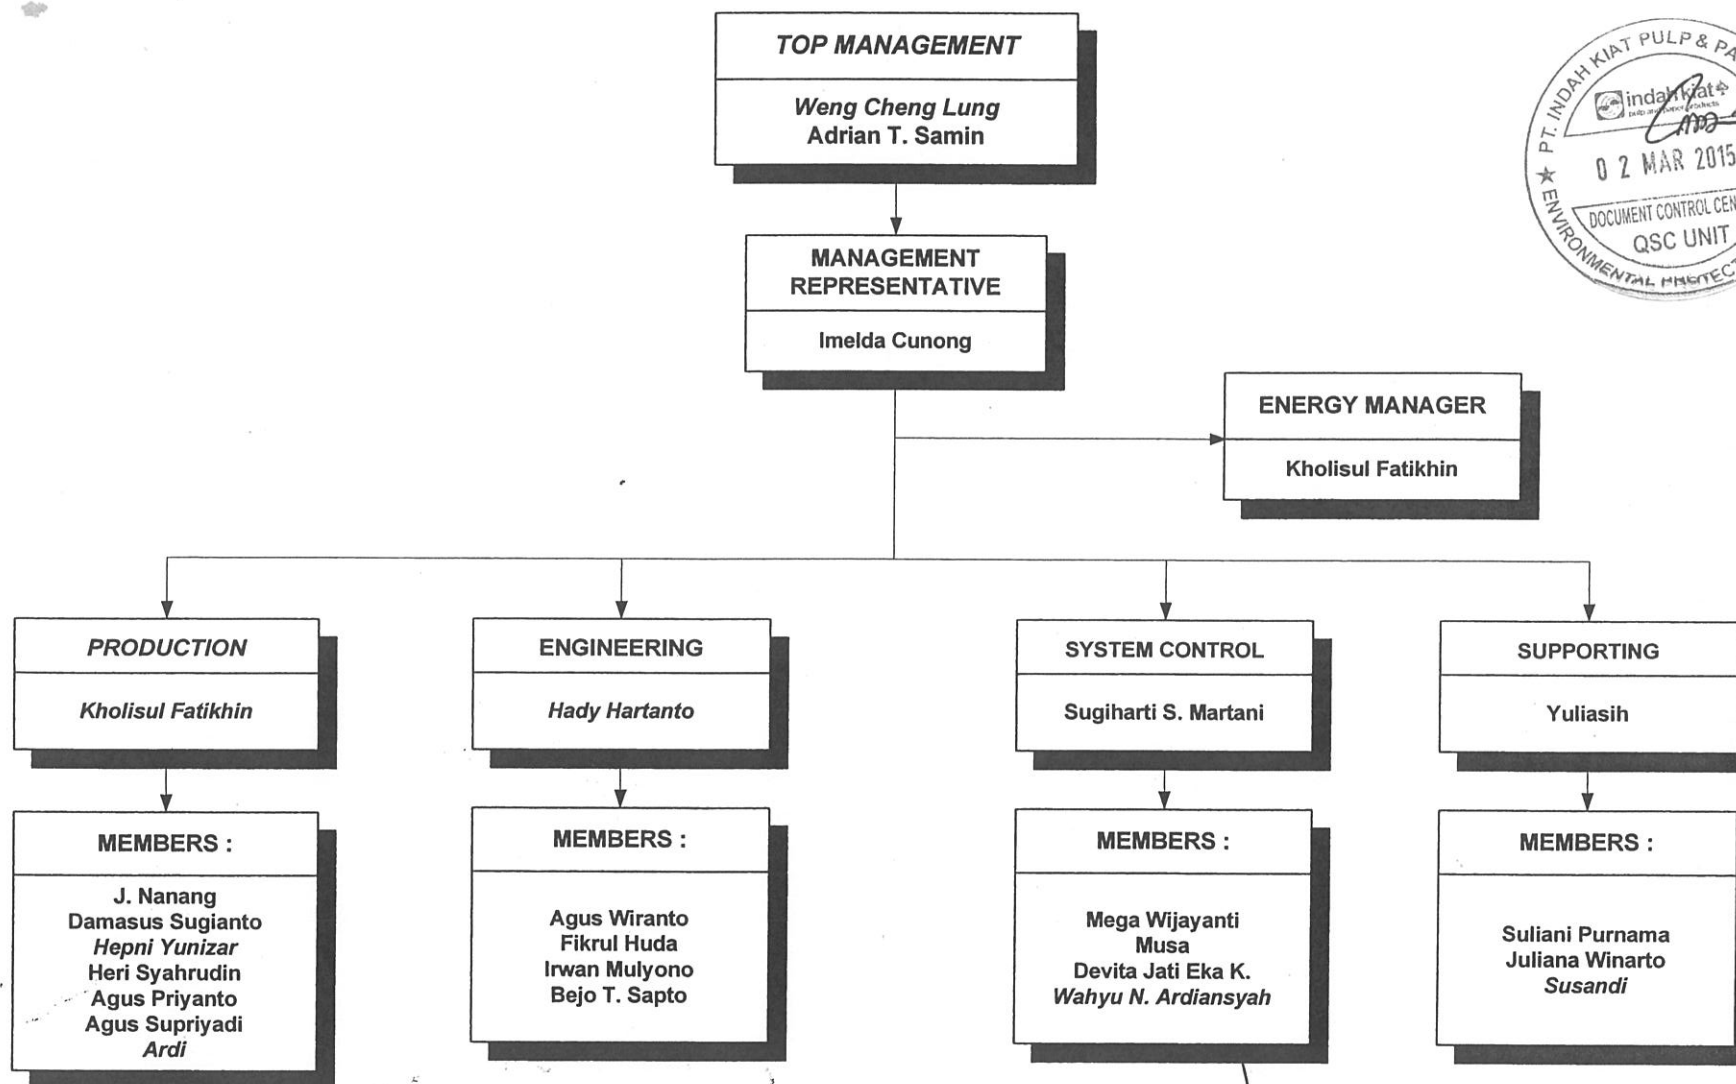 TOP MANAGEMENT
Weng Cheng Lung
Adrian T. Samin
PT. INDAH KIAT PULP & PA
indah kiat
pulp and paper products
0 2 MAR 2015
DOCUMENT CONTROL CEN
QSC UNIT
★ ENVIRONMENTAL PROTECT
MANAGEMENT
REPRESENTATIVE
Imelda Cunong
ENERGY MANAGER
Kholisul Fatikhin
PRODUCTION
Kholisul Fatikhin
ENGINEERING
Hady Hartanto
SYSTEM CONTROL
Sugiharti S. Martani
SUPPORTING
Yuliasih
MEMBERS :
J. Nanang
Damasus Sugianto
Hepni Yunizar
Heri Syahrudin
Agus Priyanto
Agus Supriyadi
Ardi
MEMBERS :
Agus Wiranto
Fikrul Huda
Irwan Mulyono
Bejo T. Sapto
MEMBERS :
Mega Wijayanti
Musa
Devita Jati Eka K.
Wahyu N. Ardiansyah
MEMBERS :
Suliani Purnama
Juliana Winarto
Susandi